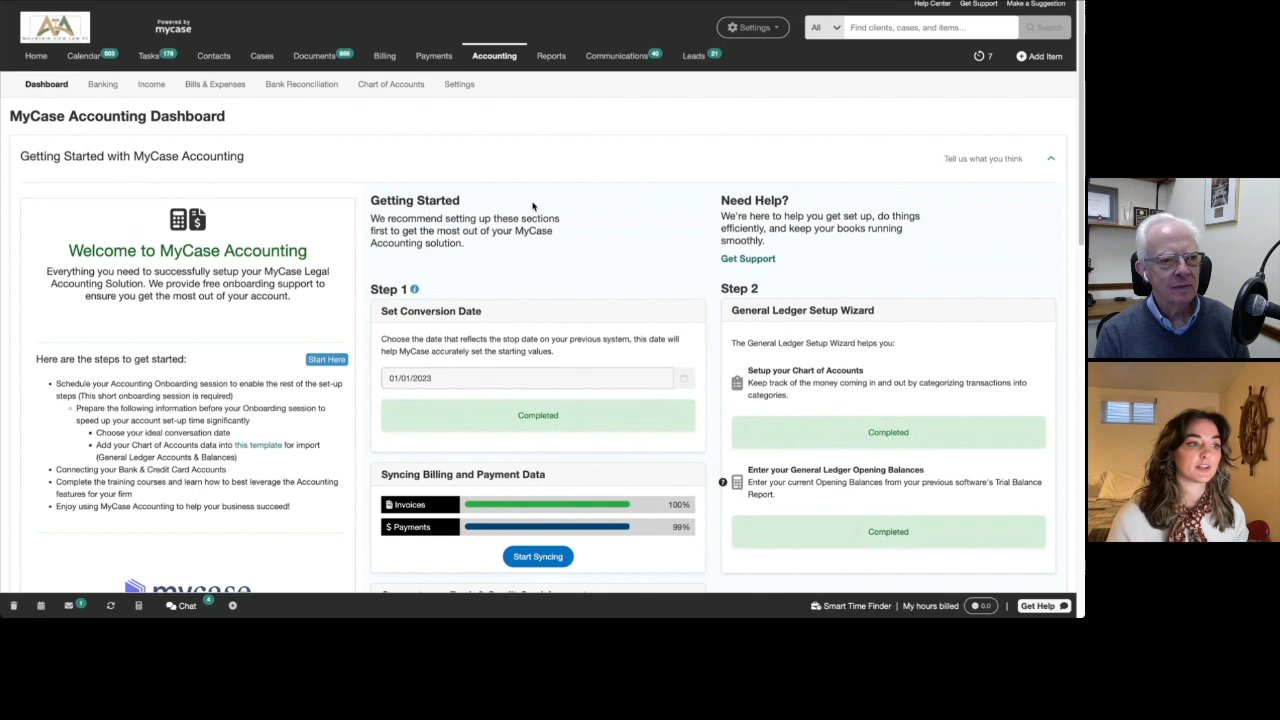 Help Center Get Support Make a Suggestion
MOUNTAIN VIEW LAW PC
Powered by
mycase
Settings
All
Find clients, cases, and items...
Search
Home Calendar 503 Tasks 178 Contacts Cases Documents 886 Billing Payments Accounting Reports Communications 40 Leads 21
7 Add Item
Dashboard Banking Income Bills & Expenses Bank Reconciliation Chart of Accounts Settings
MyCase Accounting Dashboard
Getting Started with MyCase Accounting
Tell us what you think
Welcome to MyCase Accounting
Everything you need to successfully setup your MyCase Legal
Accounting Solution. We provide free onboarding support to
ensure you get the most out of your account.
Here are the steps to get started:
Start Here
Schedule your Accounting Onboarding session to enable the rest of the set-up
steps (This short onboarding session is required)
Prepare the following information before your Onboarding session to
speed up your account set-up time significantly
Choose your ideal conversation date
Add your Chart of Accounts data into this template for import
(General Ledger Accounts & Balances)
Connecting your Bank & Credit Card Accounts
Complete the training courses and learn how to best leverage the Accounting
features for your firm
Enjoy using MyCase Accounting to help your business succeed!
mycase
Getting Started
We recommend setting up these sections
first to get the most out of your MyCase
Accounting solution.
Step 1
Set Conversion Date
Choose the date that reflects the stop date on your previous system, this date will
help MyCase accurately set the starting values.
01/01/2023
Completed
Syncing Billing and Payment Data
Invoices 100%
$ Payments 99%
Start Syncing
Need Help?
We're here to help you get set up, do things
efficiently, and keep your books running
smoothly.
Get Support
Step 2
General Ledger Setup Wizard
The General Ledger Setup Wizard helps you:
Setup your Chart of Accounts
Keep track of the money coming in and out by categorizing transactions into
categories.
Completed
Enter your General Ledger Opening Balances
Enter your current Opening Balances from your previous software's Trial Balance
Report.
Completed
1
Chat 4
Smart Time Finder | My hours billed 0.0 | Get Help